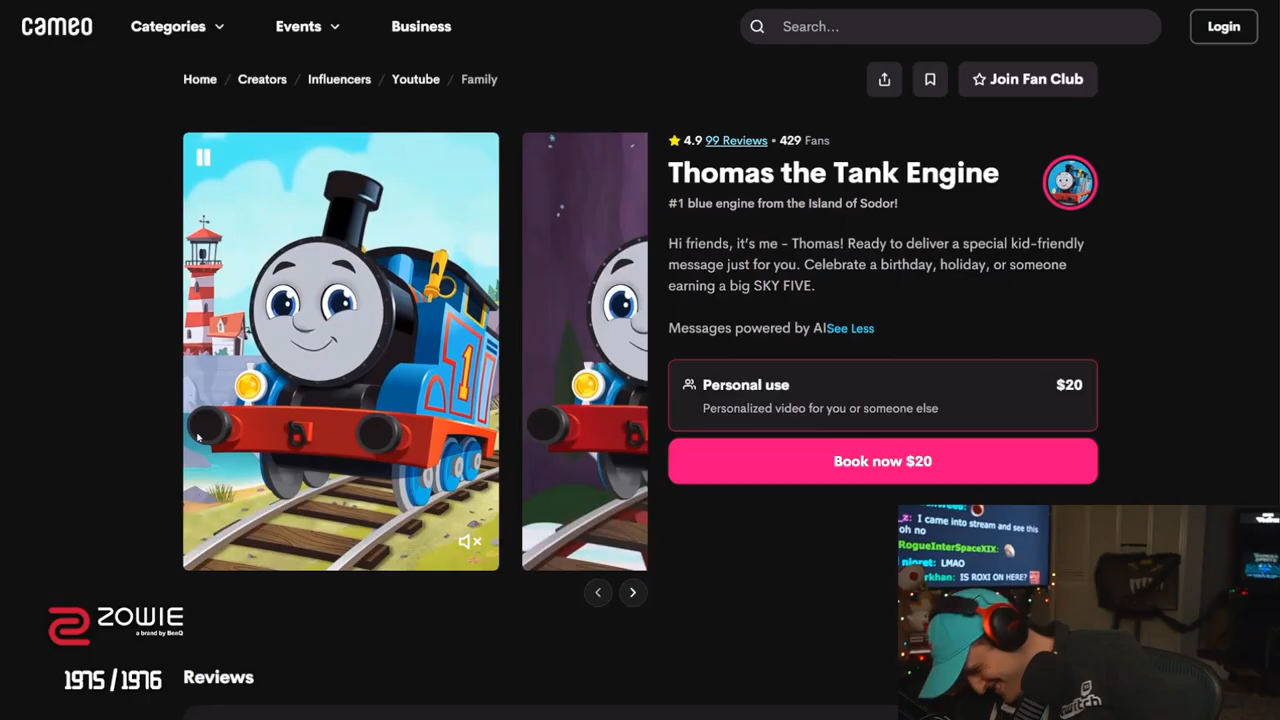 cameo
Categories
Events
Business
Search...
Login
Home / Creators / Influencers / Youtube / Family
Join Fan Club
4.9 99 Reviews • 429 Fans
Thomas the Tank Engine
#1 blue engine from the Island of Sodor!
Hi friends, it's me - Thomas! Ready to deliver a special kid-friendly
message just for you. Celebrate a birthday, holiday, or someone
earning a big SKY FIVE.
Messages powered by AISee Less
Personal use $20
Personalized video for you or someone else
Book now $20
1
ZOWIE
a brand by BenQ
1975 / 1976
Reviews
_z: I came into stream and see this
oh no
RogueInterSpaceXIX:
LMAO
IS ROXI ON HERE?
twitch